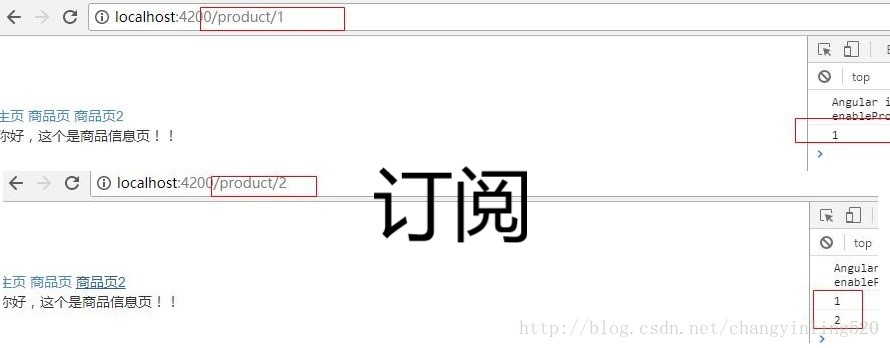 localhost:4200/product/1
top
Angular i
enablePro
主页 商品页 商品页2
你好，这个是商品信息页！！
1
localhost:4200/product/2
订阅
top
Angular
enableP
主页 商品页 商品页2
你好，这个是商品信息页！！
1
2
http://blog.csdn.net/changyinling520